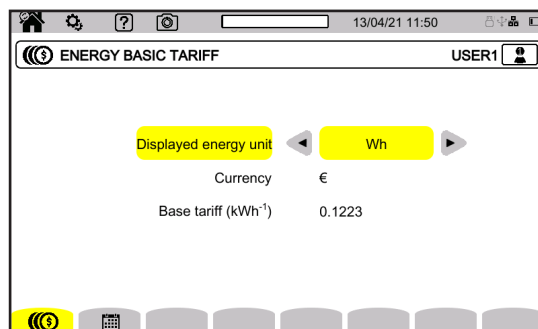 13/04/21 11:50
ENERGY BASIC TARIFF
USER1
Displayed energy unit Wh
Currency €
Base tariff (kWh⁻¹) 0.1223